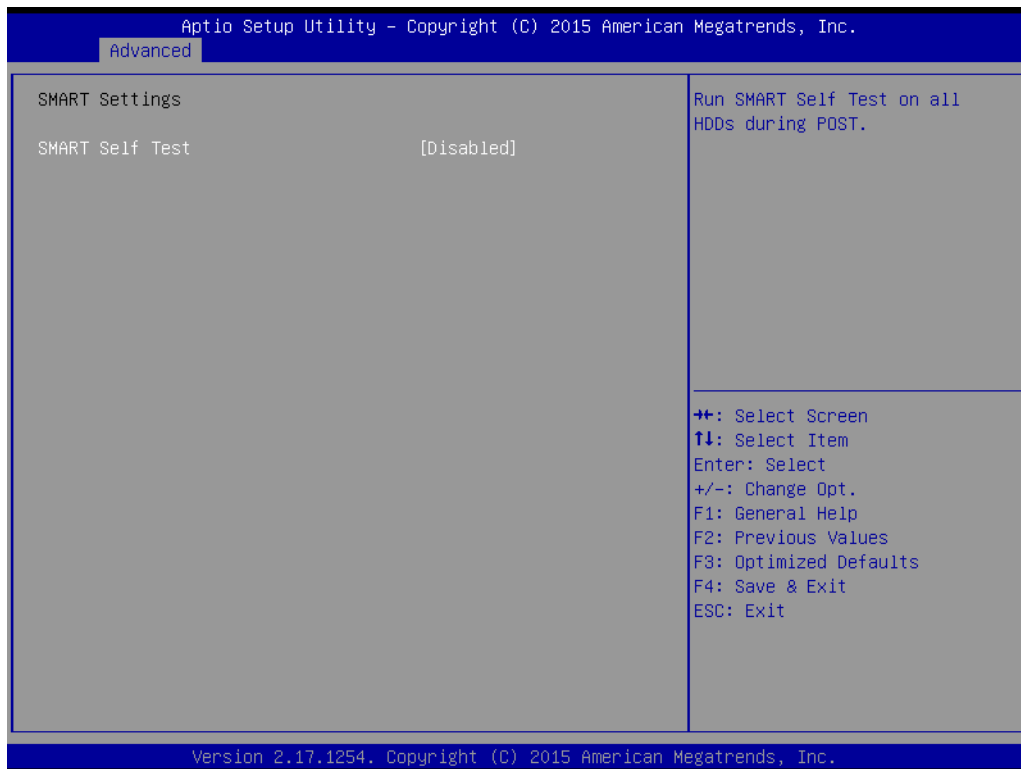 Aptio Setup Utility – Copyright (C) 2015 American Megatrends, Inc.
Advanced
SMART Settings
SMART Self Test [Disabled]
Run SMART Self Test on all
HDDs during POST.
→←: Select Screen
↑↓: Select Item
Enter: Select
+/-: Change Opt.
F1: General Help
F2: Previous Values
F3: Optimized Defaults
F4: Save & Exit
ESC: Exit
Version 2.17.1254. Copyright (C) 2015 American Megatrends, Inc.